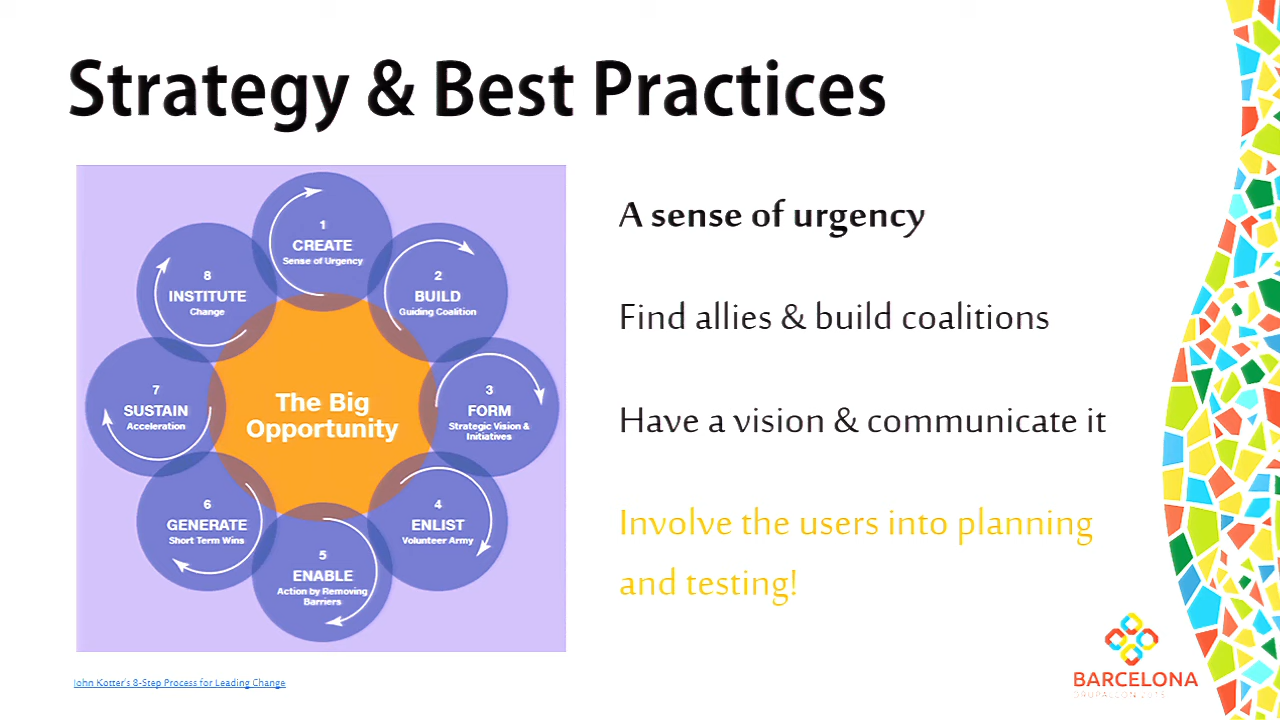 Strategy & Best Practices
1
CREATE
Sense of Urgency
2
BUILD
Guiding Coalition
3
FORM
Strategic Vision &
Initiatives
4
ENLIST
Volunteer Army
5
ENABLE
Action by Removing
Barriers
6
GENERATE
Short Term Wins
7
SUSTAIN
Acceleration
8
INSTITUTE
Change
The Big
Opportunity
A sense of urgency
Find allies & build coalitions
Have a vision & communicate it
Involve the users into planning
and testing!
John Kotter's 8-Step Process for Leading Change
BARCELONA
DRUPALCON 2015